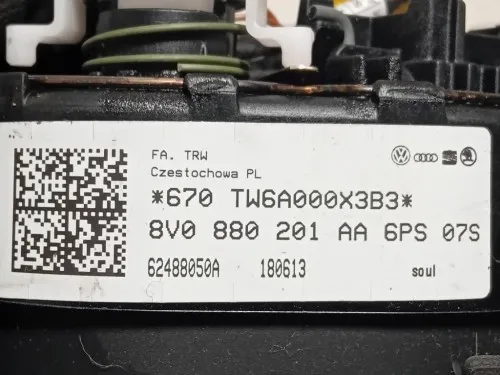 FA. TRW
Czestochowa PL
*670 TW6A000X3B3*
8V0 880 201 AA 6PS 07S
62488050A 180613 soul